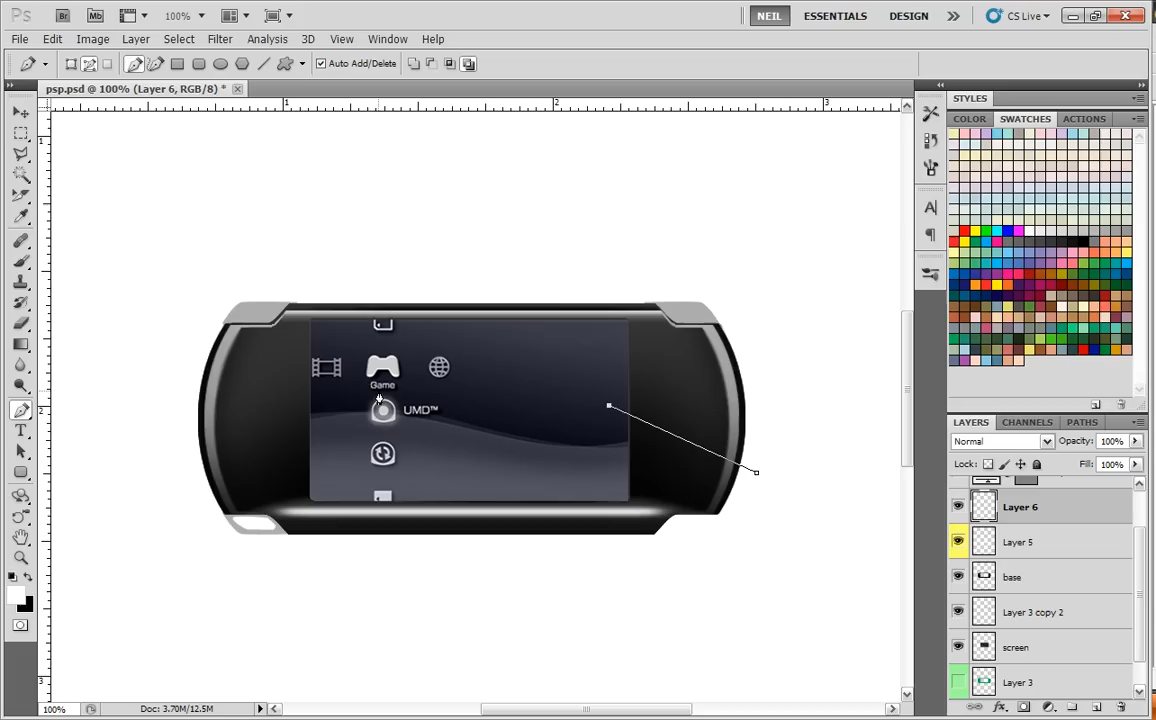 Ps Br Mb 100% NEIL ESSENTIALS DESIGN CS Live
File Edit Image Layer Select Filter Analysis 3D View Window Help
Auto Add/Delete
psp.psd @ 100% (Layer 6, RGB/8) *
1 2 3
1
2
3
STYLES
COLOR SWATCHES ACTIONS
Game
UMD™
LAYERS CHANNELS PATHS
Normal Opacity: 100%
Lock: Fill: 100%
Layer 6
Layer 5
base
Layer 3 copy 2
screen
Layer 3
100% Doc: 3.70M/12.5M